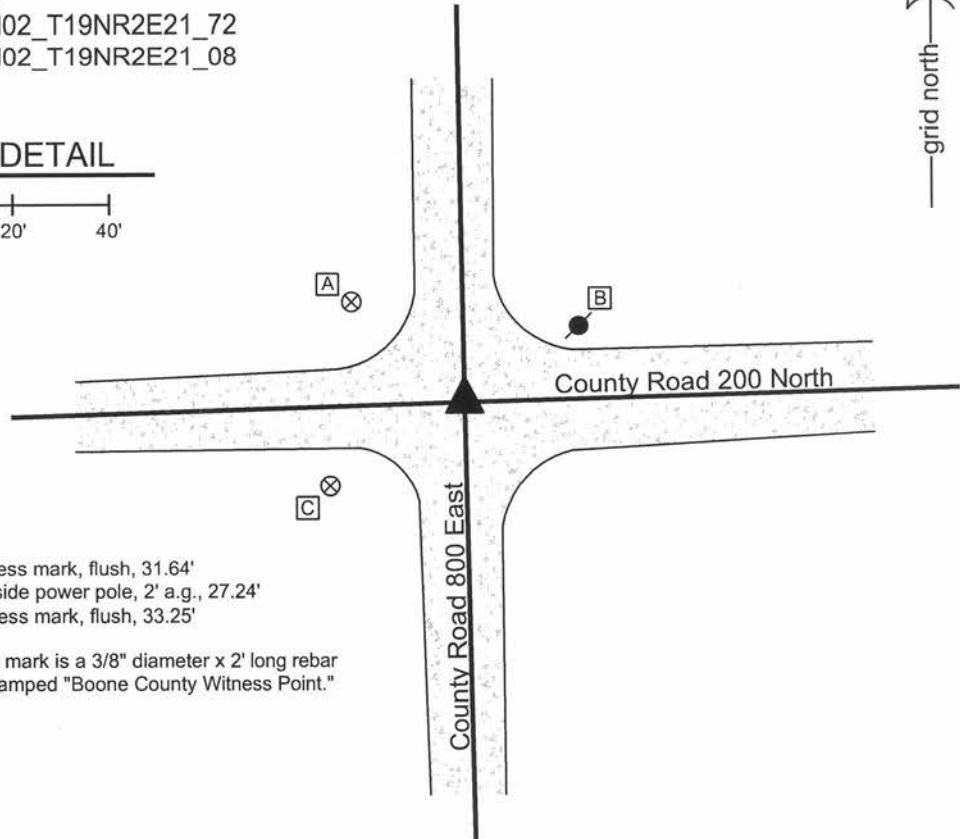 02_T19NR2E21_72
02_T19NR2E21_08
grid north
DETAIL
20' 40'
A
B
County Road 200 North
C
County Road 800 East
ess mark, flush, 31.64'
side power pole, 2' a.g., 27.24'
ess mark, flush, 33.25'
mark is a 3/8" diameter x 2' long rebar
amped "Boone County Witness Point."